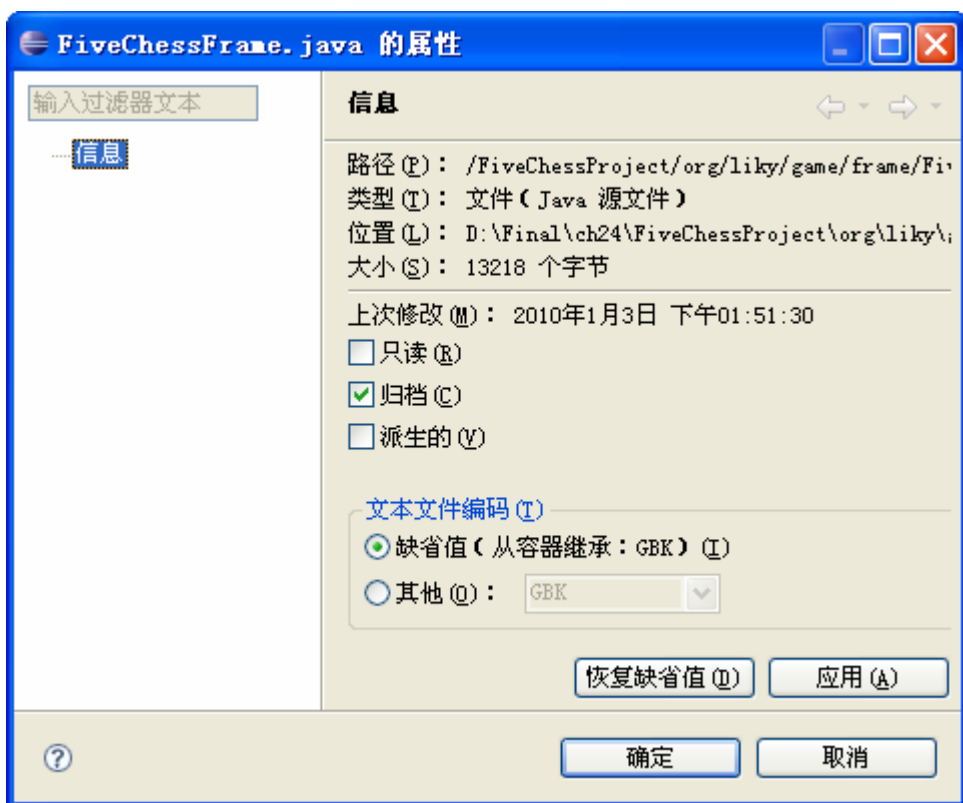 FiveChessFrame.java 的属性
输入过滤器文本
信息
信息
路径(P)： /FiveChessProject/org/liky/game/frame/Fi
类型(T)： 文件(Java 源文件)
位置(L)： D:\Final\ch24\FiveChessProject\org\liky\
大小(S)： 13218 个字节
上次修改(M)： 2010年1月3日 下午01:51:30
只读(R)
归档(C)
派生的(V)
文本文件编码(T)
缺省值(从容器继承：GBK)(I)
其他(O)： GBK
恢复缺省值(D) 应用(A)
确定 取消